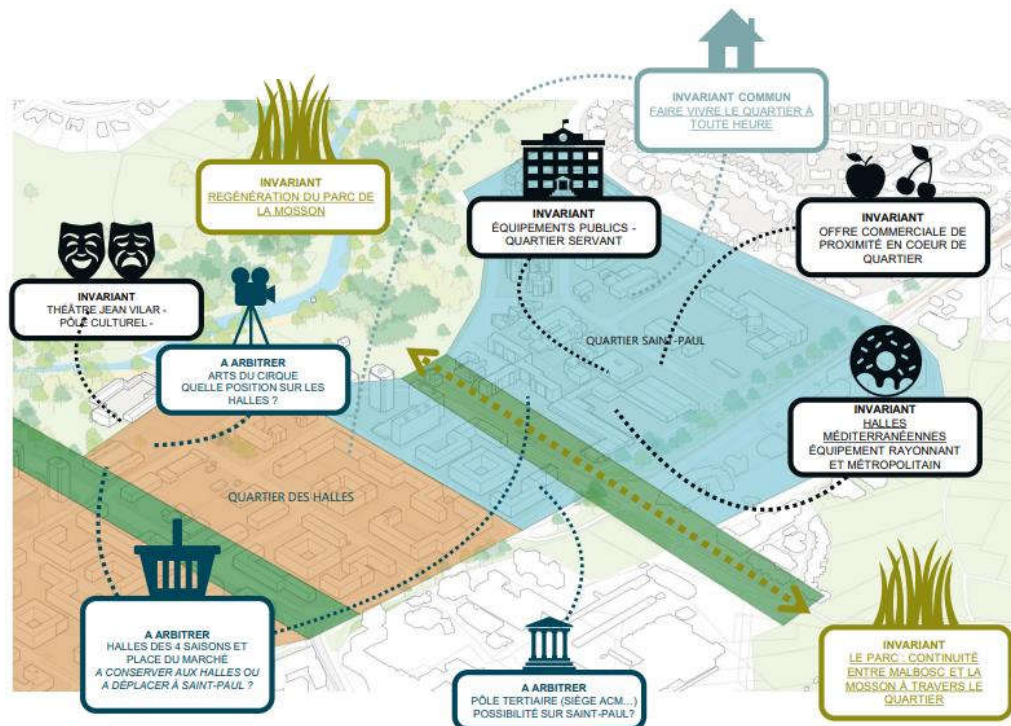 INVARIANT COMMUN
FAIRE VIVRE LE QUARTIER À
TOUTE HEURE
INVARIANT
REGÉNÉRATION DU PARC DE
LA MOSSON
INVARIANT
ÉQUIPEMENTS PUBLICS -
QUARTIER SERVANT
INVARIANT
OFFRE COMMERCIALE DE
PROXIMITÉ EN COEUR DE
QUARTIER
INVARIANT
THÉÂTRE JEAN VILAR -
PÔLE CULTUREL -
A ARBITRER
ARTS DU CIRQUE
QUELLE POSITION SUR LES
HALLES ?
QUARTIER SAINT-PAUL
INVARIANT
HALLES
MÉDITERRANÉENNES
ÉQUIPEMENT RAYONNANT
ET MÉTROPOLITAIN
QUARTIER DES HALLES
A ARBITRER
HALLES DES 4 SAISONS ET
PLACE DU MARCHÉ
A CONSERVER AUX HALLES OU
A DÉPLACER À SAINT-PAUL ?
A ARBITRER
PÔLE TERTIAIRE (SIÈGE ACM...)
POSSIBILITÉ SUR SAINT-PAUL?
INVARIANT
LE PARC : CONTINUITÉ
ENTRE MALBOSC ET LA
MOSSON À TRAVERS LE
QUARTIER